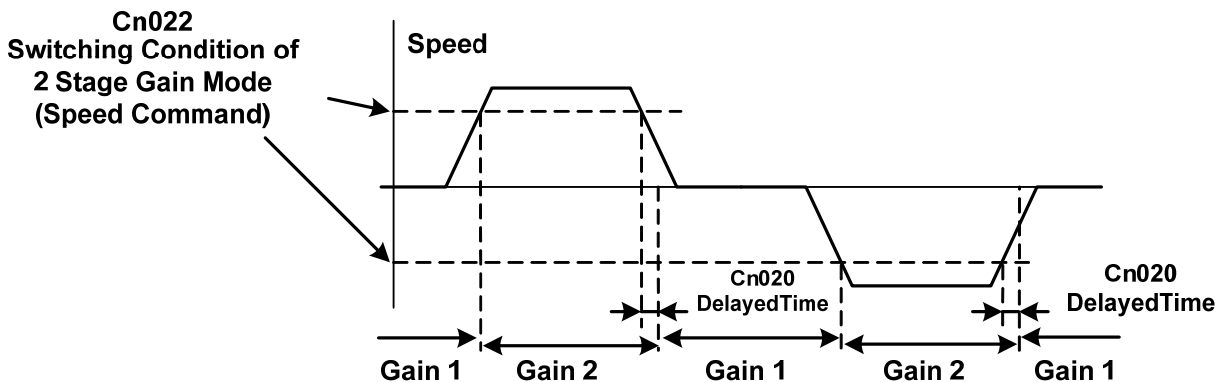 Cn022
Switching Condition of
2 Stage Gain Mode
(Speed Command)
Speed
Cn020
DelayedTime
Cn020
DelayedTime
Gain 1
Gain 2
Gain 1
Gain 2
Gain 1